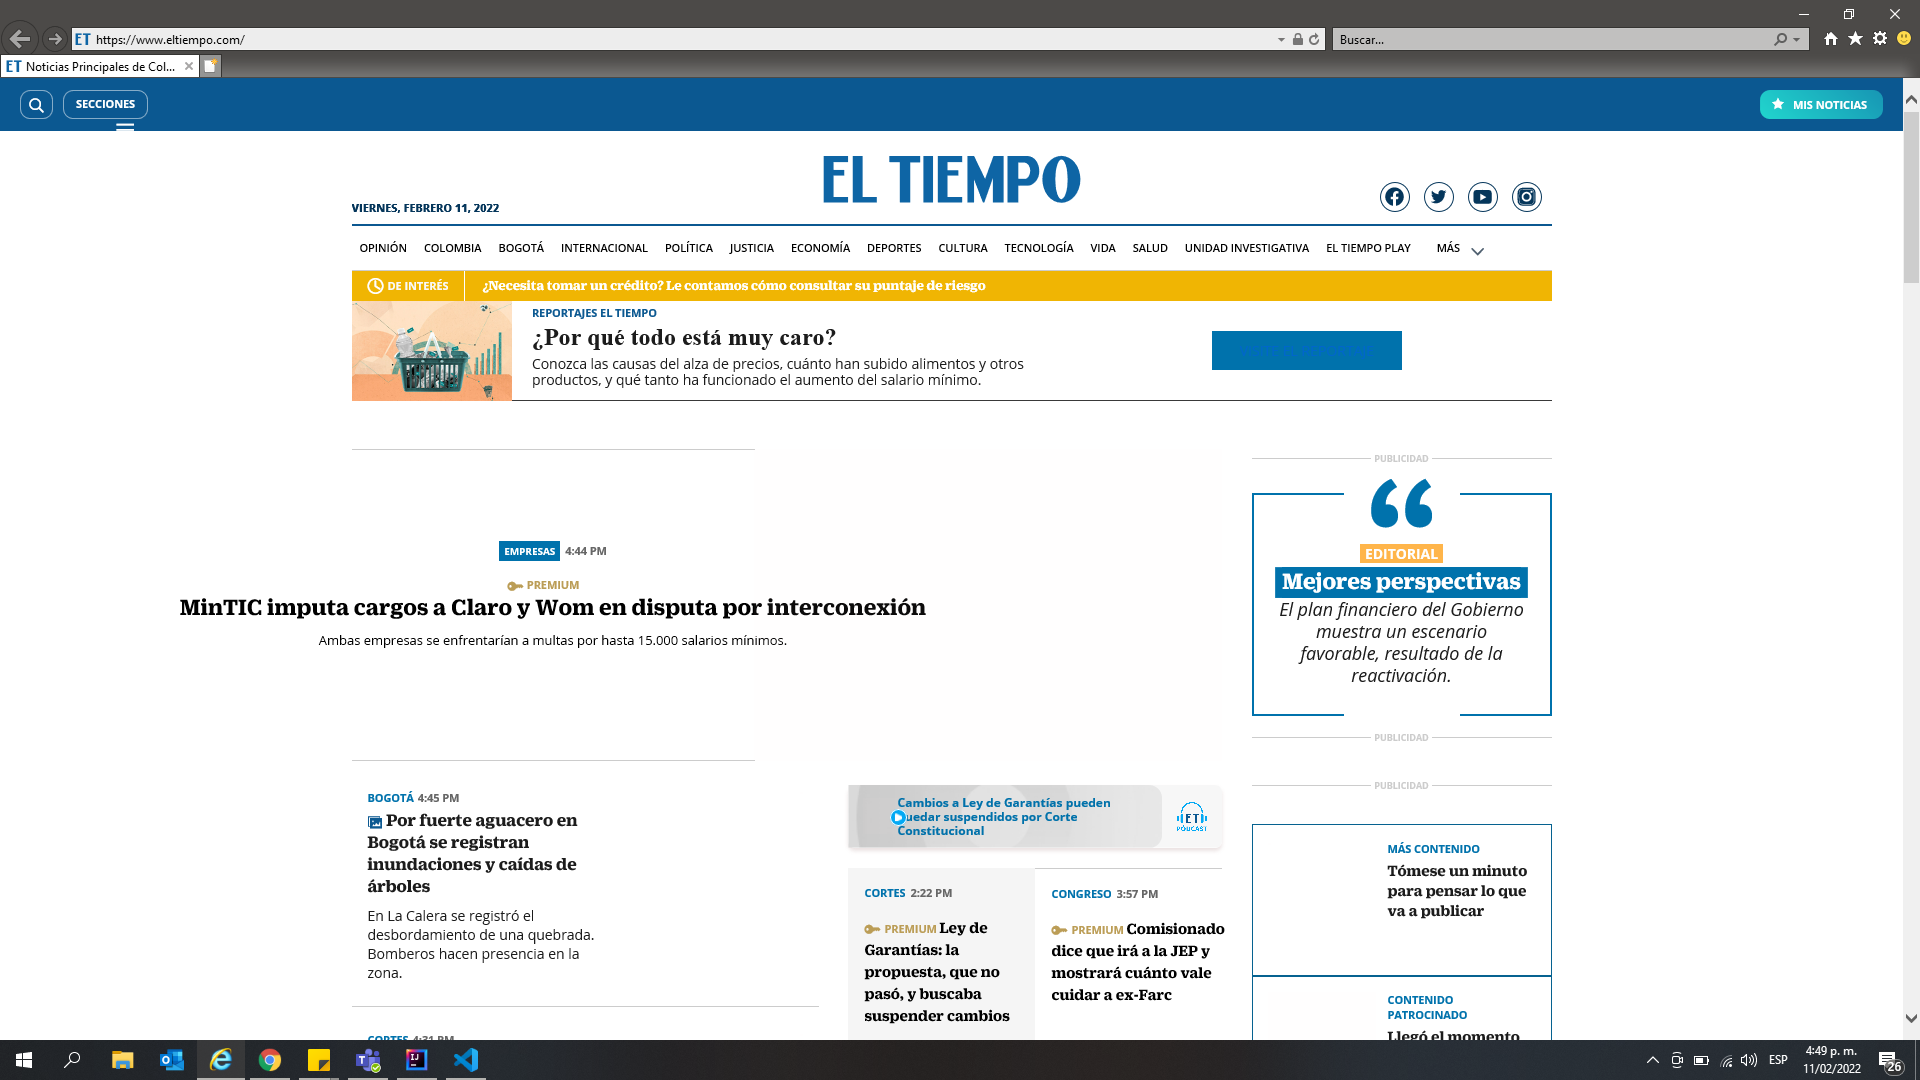 https://www.eltiempo.com/
Buscar...
ET Noticias Principales de Col...
SECCIONES
MIS NOTICIAS
EL TIEMPO
VIERNES, FEBRERO 11, 2022
OPINIÓN COLOMBIA BOGOTÁ INTERNACIONAL POLÍTICA JUSTICIA ECONOMÍA DEPORTES CULTURA TECNOLOGÍA VIDA SALUD UNIDAD INVESTIGATIVA EL TIEMPO PLAY MÁS
DE INTERÉS ¿Necesita tomar un crédito? Le contamos cómo consultar su puntaje de riesgo
REPORTAJES EL TIEMPO
¿Por qué todo está muy caro?
Conozca las causas del alza de precios, cuánto han subido alimentos y otros
productos, y qué tanto ha funcionado el aumento del salario mínimo.
EMPRESAS 4:44 PM
PREMIUM
MinTIC imputa cargos a Claro y Wom en disputa por interconexión
Ambas empresas se enfrentarían a multas por hasta 15.000 salarios mínimos.
PUBLICIDAD
EDITORIAL
Mejores perspectivas
El plan financiero del Gobierno
muestra un escenario
favorable, resultado de la
reactivación.
PUBLICIDAD
BOGOTÁ 4:45 PM
Por fuerte aguacero en
Bogotá se registran
inundaciones y caídas de
árboles
En La Calera se registró el
desbordamiento de una quebrada.
Bomberos hacen presencia en la
zona.
CORTES 4:31 PM
Cambios a Ley de Garantías pueden
quedar suspendidos por Corte
Constitucional
ET
PODCAST
CORTES 2:22 PM
PREMIUM Ley de
Garantías: la
propuesta, que no
pasó, y buscaba
suspender cambios
CONGRESO 3:57 PM
PREMIUM Comisionado
dice que irá a la JEP y
mostrará cuánto vale
cuidar a ex-Farc
PUBLICIDAD
MÁS CONTENIDO
Tómese un minuto
para pensar lo que
va a publicar
CONTENIDO
PATROCINADO
Llegó el momento
ESP
4:49 p. m.
11/02/2022
26